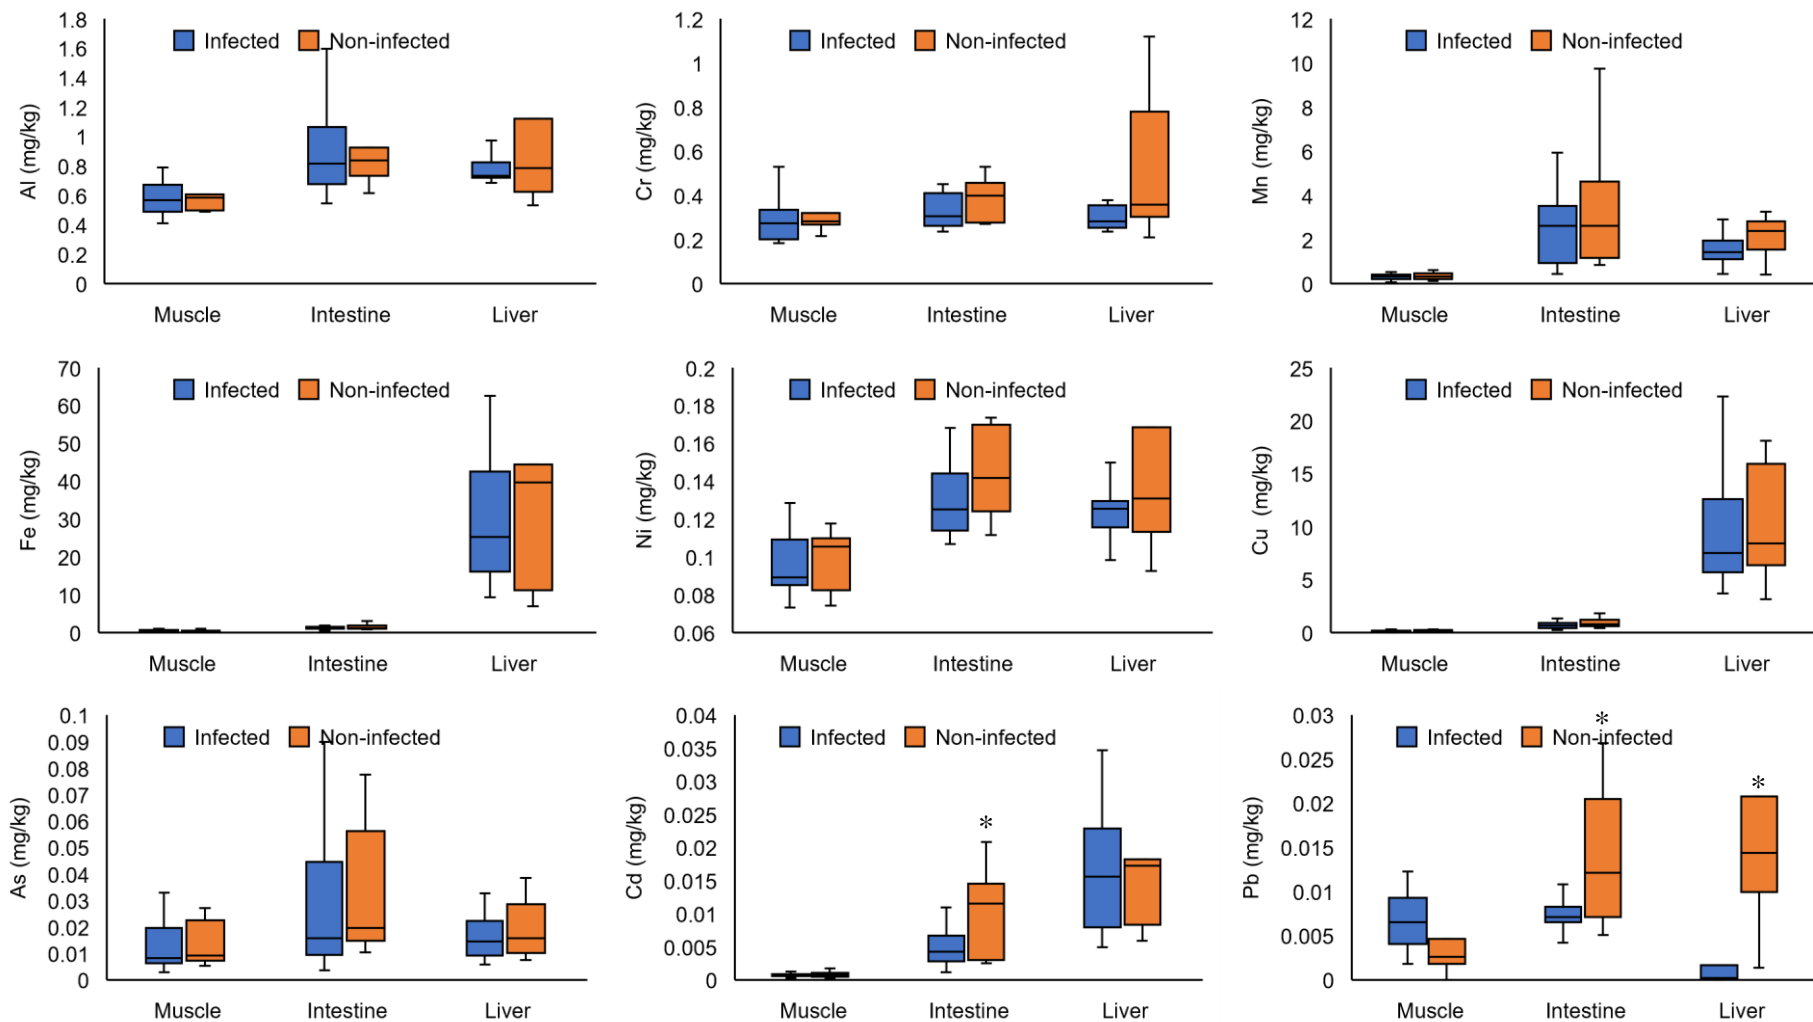 Al (mg/kg)
1.8
1.6
1.4
1.2
1
0.8
0.6
0.4
0.2
0
Infected Non-infected
Muscle Intestine Liver
Cr (mg/kg)
1.2
1
0.8
0.6
0.4
0.2
0
Infected Non-infected
Muscle Intestine Liver
Mn (mg/kg)
12
10
8
6
4
2
0
Infected Non-infected
Muscle Intestine Liver
Fe (mg/kg)
70
60
50
40
30
20
10
0
Infected Non-infected
Muscle Intestine Liver
Ni (mg/kg)
0.2
0.18
0.16
0.14
0.12
0.1
0.08
0.06
Infected Non-infected
Muscle Intestine Liver
Cu (mg/kg)
25
20
15
10
5
0
Infected Non-infected
Muscle Intestine Liver
As (mg/kg)
0.1
0.09
0.08
0.07
0.06
0.05
0.04
0.03
0.02
0.01
0
Infected Non-infected
Muscle Intestine Liver
Cd (mg/kg)
0.04
0.035
0.03
0.025
0.02
0.015
0.01
0.005
0
Infected Non-infected
*
Muscle Intestine Liver
Pb (mg/kg)
0.03
0.025
0.02
0.015
0.01
0.005
0
Infected Non-infected
*
*
Muscle Intestine Liver